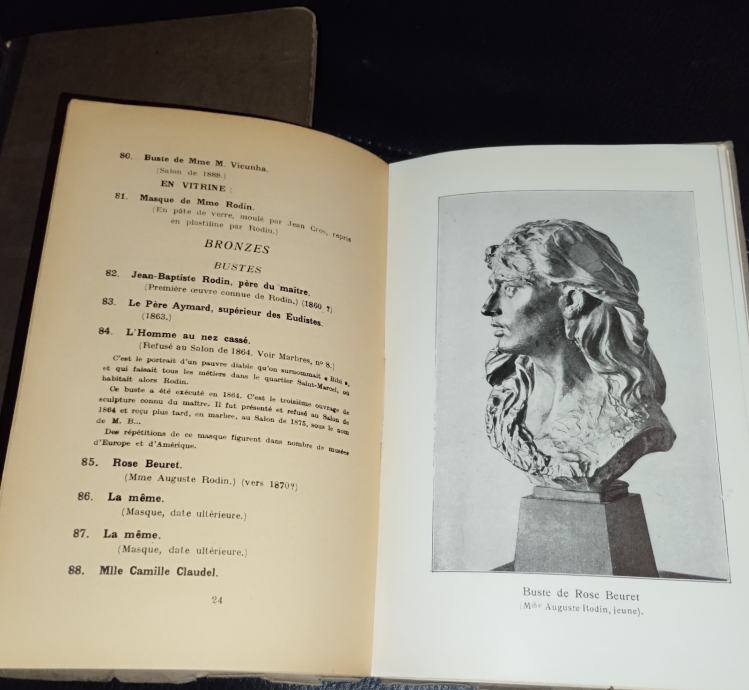 80. Buste de Mme M. Vicunha.
(Salon de 1888.)
EN VITRINE :
81. Masque de Mme Rodin.
(En pâte de verre, moulé par Jean Cros, repris
en plastiline par Rodin.)
BRONZES
BUSTES
82. Jean-Baptiste Rodin, père du maître.
(Première œuvre connue de Rodin.) (1860 ?)
83. Le Père Aymard, supérieur des Eudistes.
(1863.)
84. L'Homme au nez cassé.
(Refusé au Salon de 1864. Voir Marbres, n° 8.)
C'est le portrait d'un pauvre diable qu'on surnommait « Bibi »,
et qui faisait tous les métiers dans le quartier Saint-Marcel, où
habitait alors Rodin.
Ce buste a été exécuté en 1864. C'est le troisième ouvrage de
sculpture connu du maître. Il fut présenté et refusé au Salon de
1864 et reçu plus tard, en marbre, au Salon de 1875, sous le nom
de M. B...
Des répétitions de ce masque figurent dans nombre de musées
d'Europe et d'Amérique.
85. Rose Beuret.
(Mme Auguste Rodin.) (vers 1870?)
86. La même.
(Masque, date ultérieure.)
87. La même.
(Masque, date ultérieure.)
88. Mlle Camille Claudel.
24
Buste de Rose Beuret
(Mme Auguste Rodin, jeune).